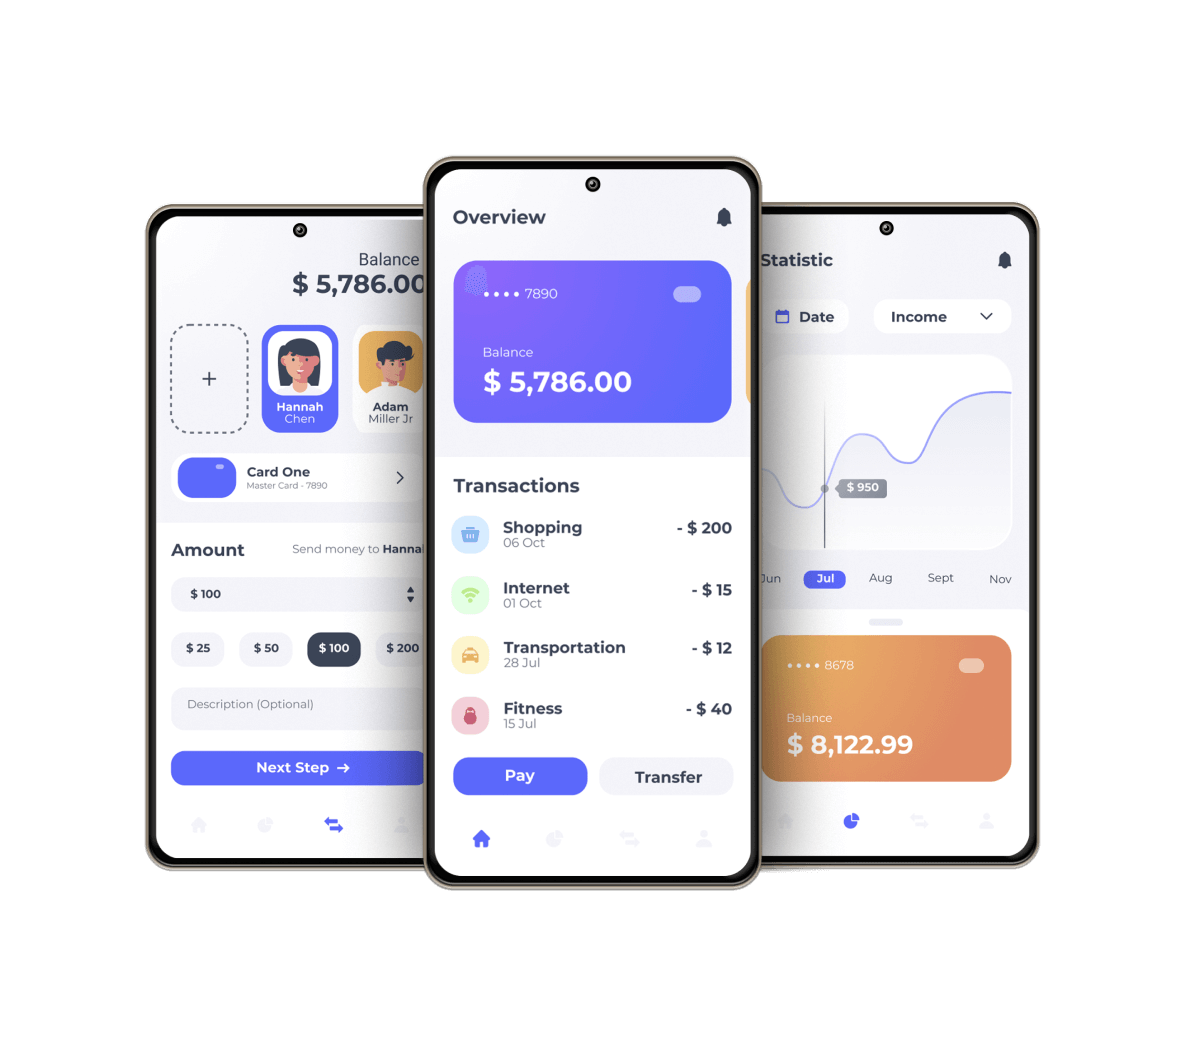 Balance
$ 5,786.00
+
Hannah
Chen
Adam
Miller Jr
Card One
Master Card - 7890
Amount
Send money to Hanna
$ 100
$ 25
$ 50
$ 100
$ 200
Description (Optional)
Next Step →
Overview
•••• 7890
Balance
$ 5,786.00
Transactions
Shopping
06 Oct
- $ 200
Internet
01 Oct
- $ 15
Transportation
28 Jul
- $ 12
Fitness
15 Jul
- $ 40
Pay
Transfer
Statistic
Date
Income
$ 950
Jun
Jul
Aug
Sept
Nov
•••• 8678
Balance
$ 8,122.99